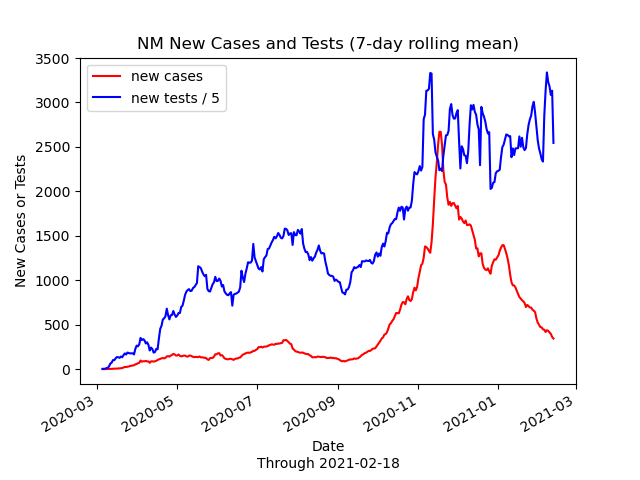 NM New Cases and Tests (7-day rolling mean)
new cases
new tests / 5
New Cases or Tests
3500
3000
2500
2000
1500
1000
500
0
2020-03
2020-05
2020-07
2020-09
2020-11
2021-01
2021-03
Date
Through 2021-02-18